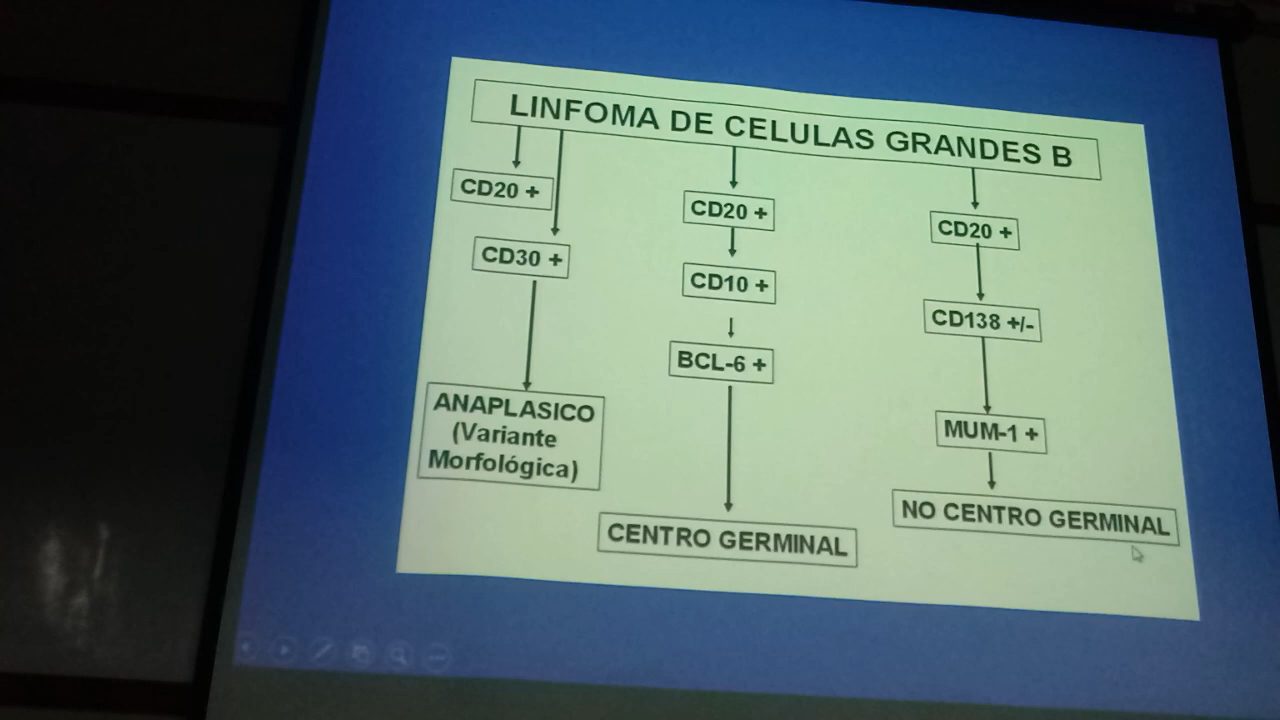 LINFOMA DE CELULAS GRANDES B
CD20 +
CD30 +
ANAPLASICO
(Variante
Morfológica)
CD20 +
CD10 +
BCL-6 +
CENTRO GERMINAL
CD20 +
CD138 +/-
MUM-1 +
NO CENTRO GERMINAL